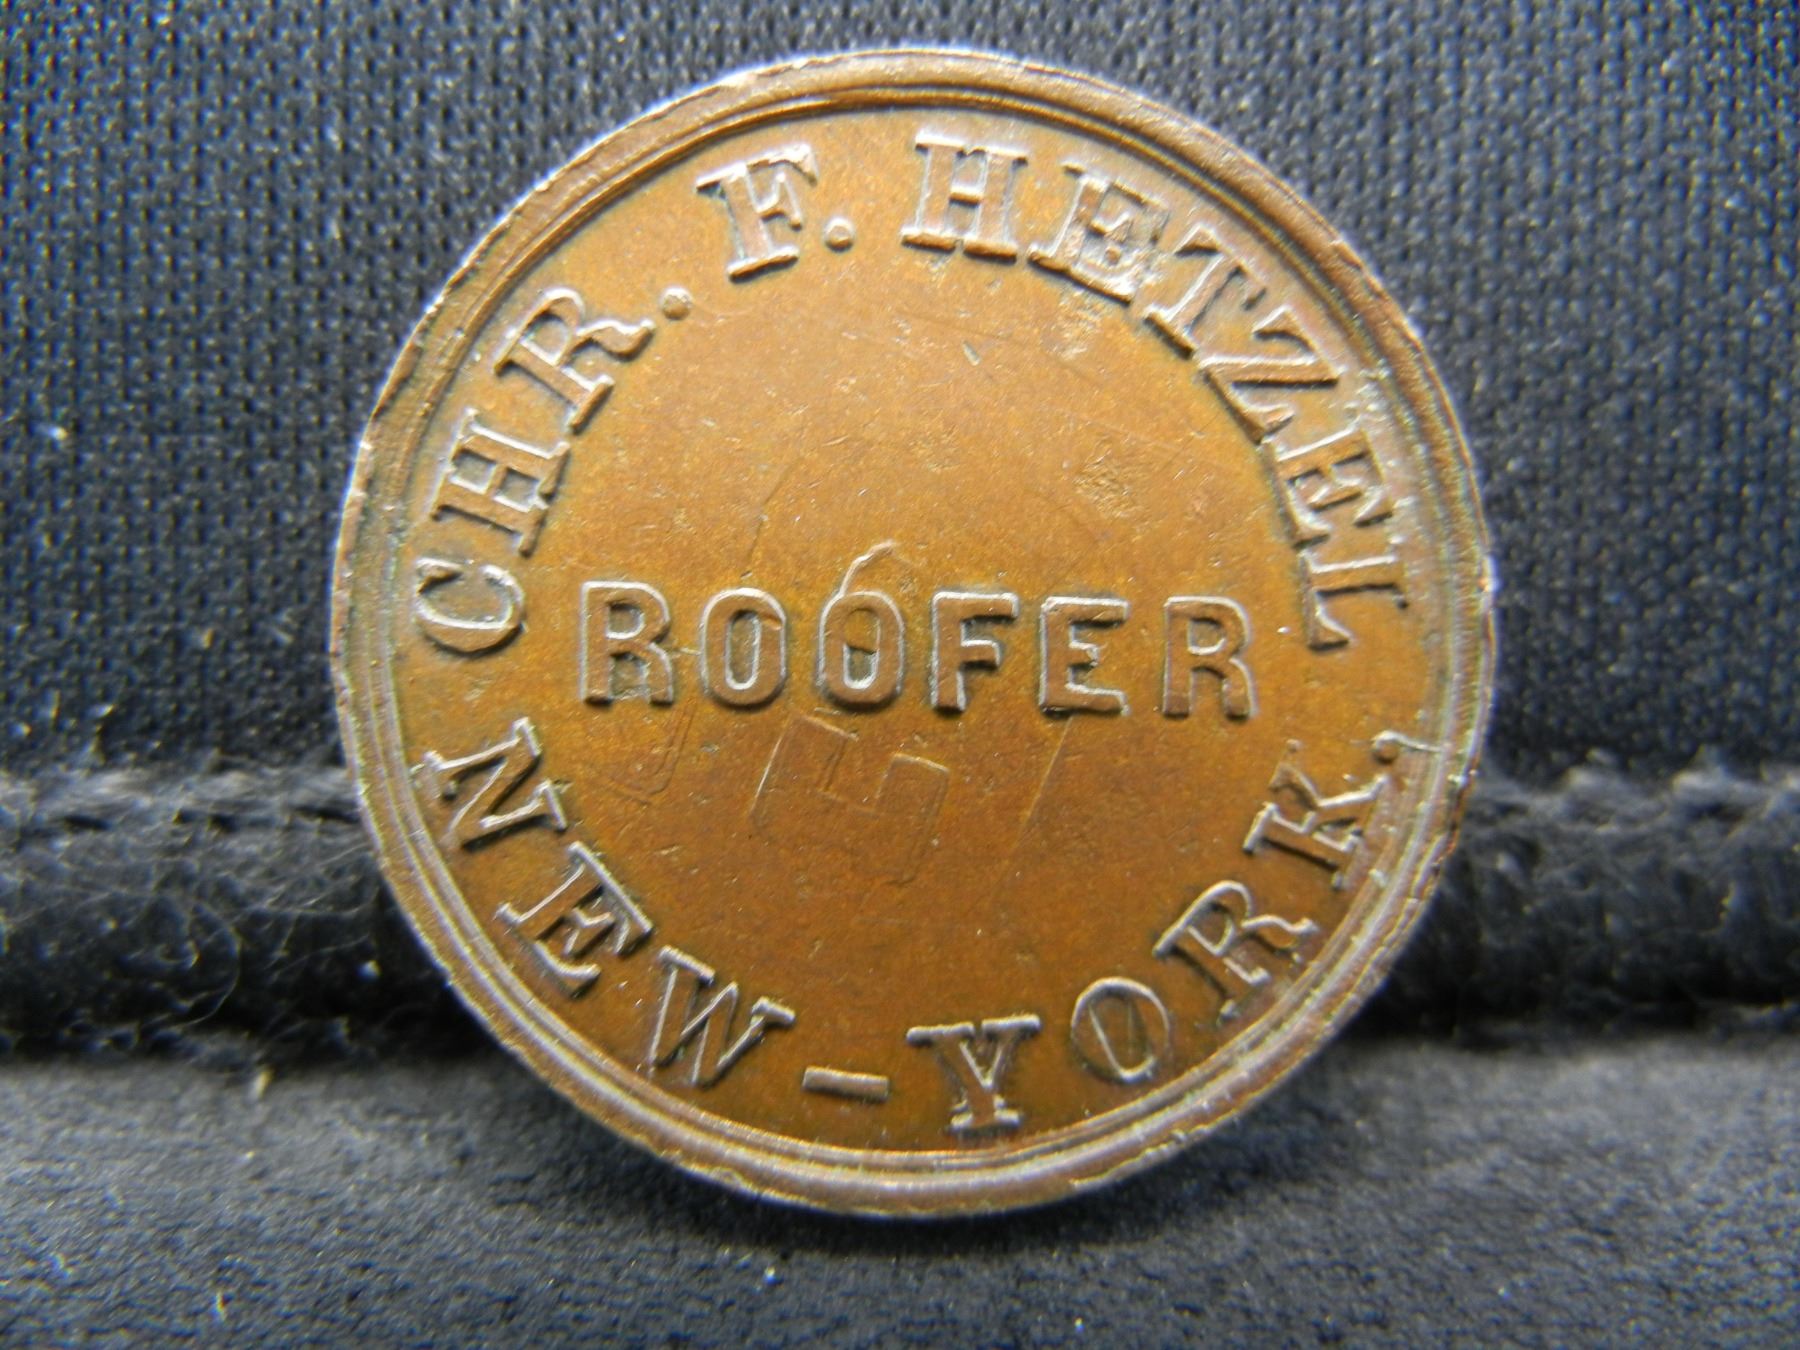 CHR. F. HETZEL
ROOFER
NEW-YORK,